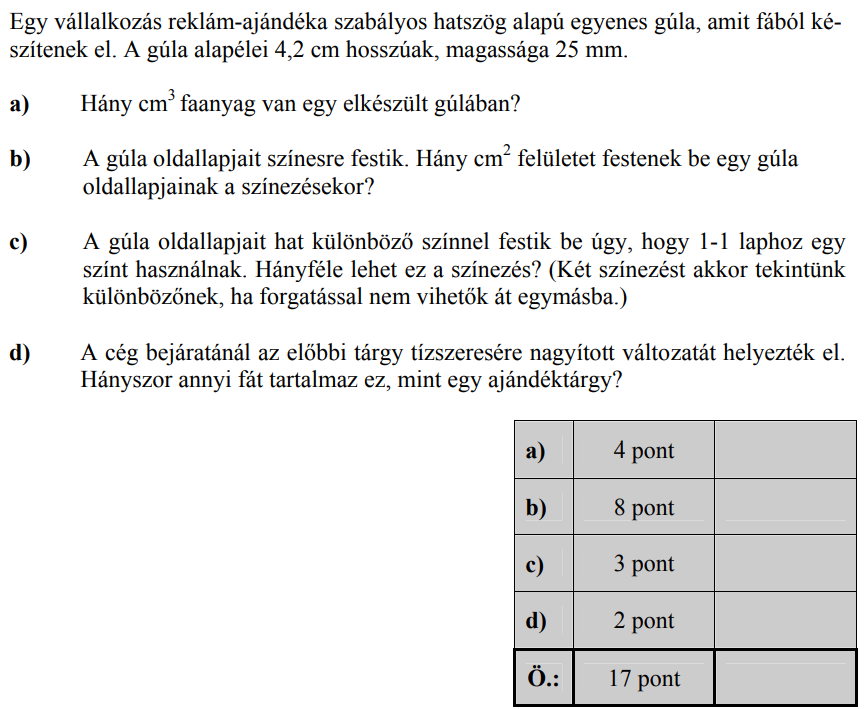 Egy vállalkozás reklám-ajándéka szabályos hatszög alapú egyenes gúla, amit fából ké-
szítenek el. A gúla alapélei 4,2 cm hosszúak, magassága 25 mm.
a) Hány cm³ faanyag van egy elkészült gúlában?
b) A gúla oldallapjait színesre festik. Hány cm² felületet festenek be egy gúla
oldallapjainak a színezésekor?
c) A gúla oldallapjait hat különböző színnel festik be úgy, hogy 1-1 laphoz egy
színt használnak. Hányféle lehet ez a színezés? (Két színezést akkor tekintünk
különbözőnek, ha forgatással nem vihetők át egymásba.)
d) A cég bejáratánál az előbbi tárgy tízszeresére nagyított változatát helyezték el.
Hányszor annyi fát tartalmaz ez, mint egy ajándéktárgy?
a) 4 pont
b) 8 pont
c) 3 pont
d) 2 pont
Ö.: 17 pont